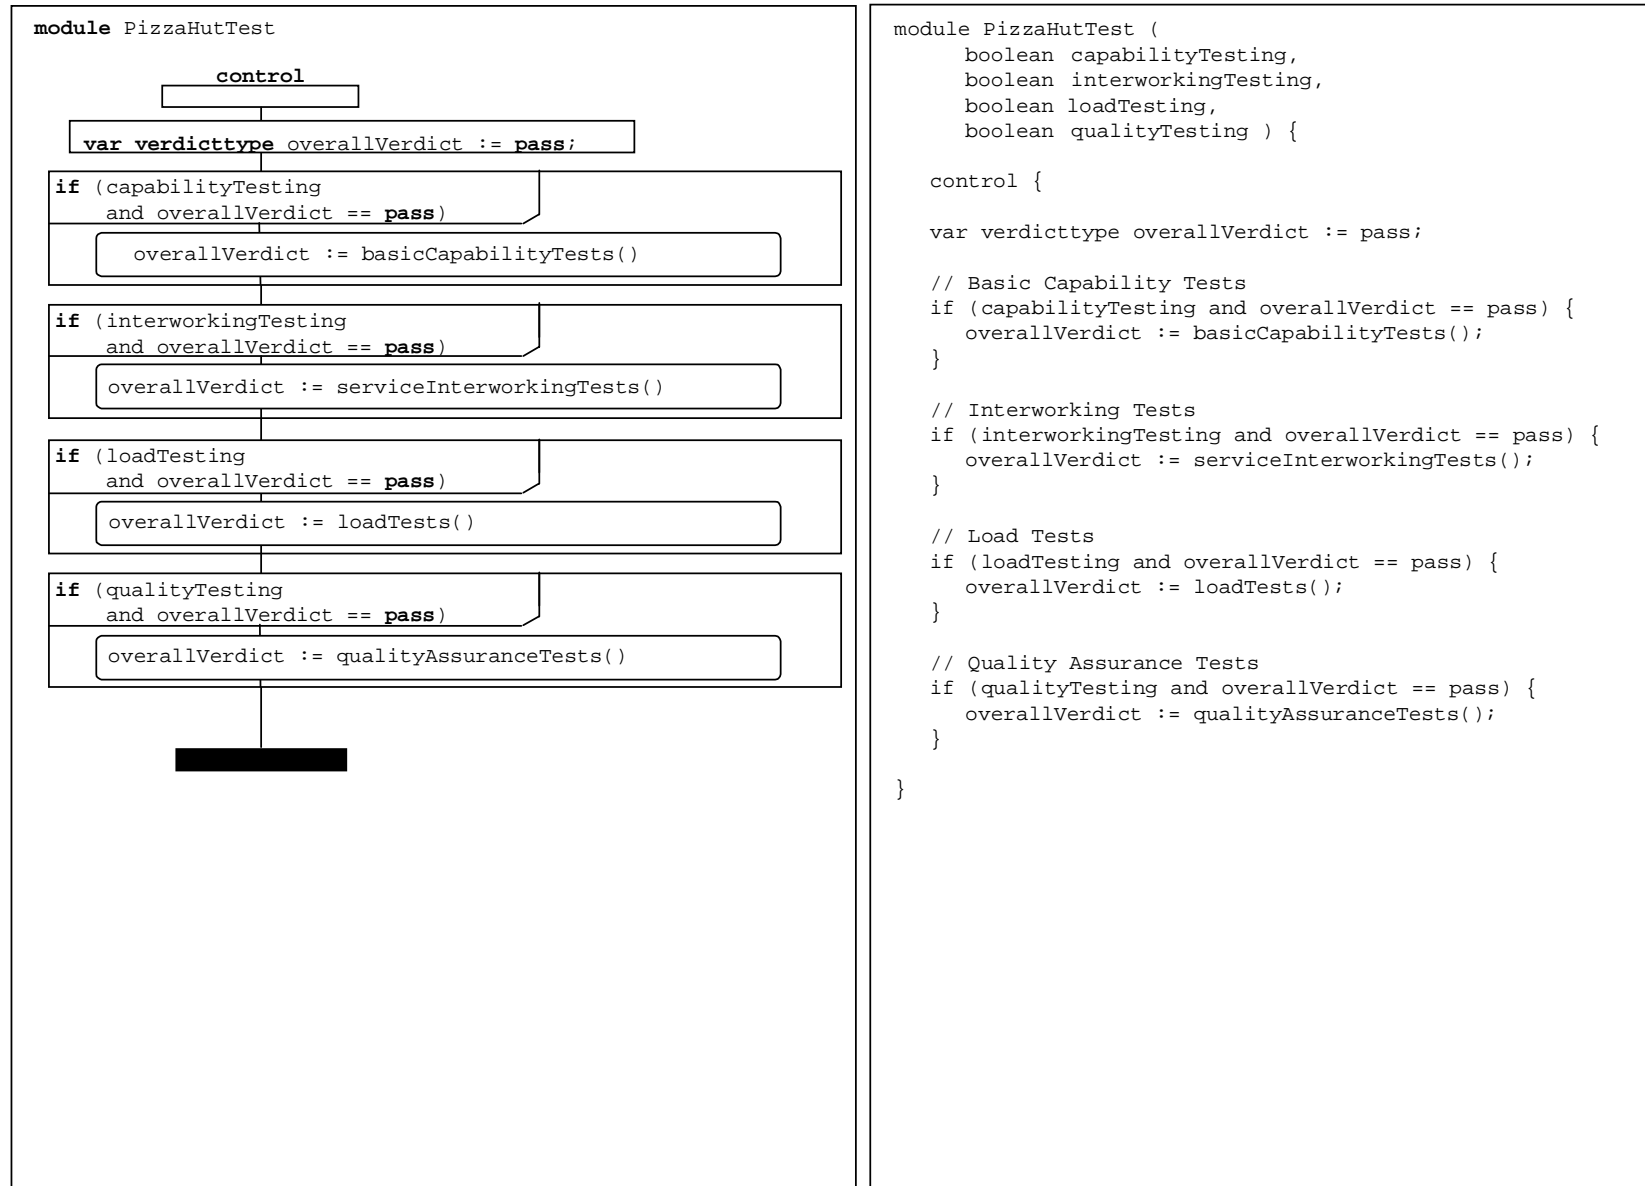 module PizzaHutTest
control
var verdicttype overallVerdict := pass;
if (capabilityTesting
and overallVerdict == pass)
overallVerdict := basicCapabilityTests()
if (interworkingTesting
and overallVerdict == pass)
overallVerdict := serviceInterworkingTests()
if (loadTesting
and overallVerdict == pass)
overallVerdict := loadTests()
if (qualityTesting
and overallVerdict == pass)
overallVerdict := qualityAssuranceTests()
module PizzaHutTest (
boolean capabilityTesting,
boolean interworkingTesting,
boolean loadTesting,
boolean qualityTesting ) {
control {
var verdicttype overallVerdict := pass;
// Basic Capability Tests
if (capabilityTesting and overallVerdict == pass) {
overallVerdict := basicCapabilityTests();
}
// Interworking Tests
if (interworkingTesting and overallVerdict == pass) {
overallVerdict := serviceInterworkingTests();
}
// Load Tests
if (loadTesting and overallVerdict == pass) {
overallVerdict := loadTests();
}
// Quality Assurance Tests
if (qualityTesting and overallVerdict == pass) {
overallVerdict := qualityAssuranceTests();
}
}